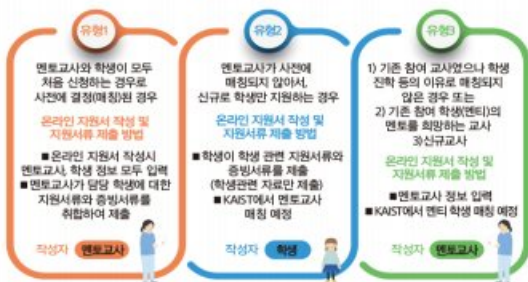 유형1
멘토교사와 학생이 모두
처음 신청하는 경우로
사전에 결정(매칭)된 경우
온라인 지원서 작성 및
지원서류 제출 방법
■ 온라인 지원서 작성시
멘토교사, 학생 정보 모두 입력
■ 멘토교사가 담당 학생에 대한
지원서와 증빙서류를
취합하여 제출
작성자 멘토교사
유형2
멘토교사가 사전에
매칭되지 않아서,
신규로 학생만 지원하는 경우
온라인 지원서 작성 및
지원서류 제출 방법
■ 학생이 학생 관련 지원서류와
증빙서류를 제출
(학생관련 자료만 제출)
■ KAIST에서 멘토교사
매칭 예정
작성자 학생
유형3
1) 기존 참여 교사였으나 학생
진학 등의 이유로 매칭되지
않은 경우 또는
2) 기존 참여 학생(멘티)의
멘토를 희망하는 교사
3)신규교사
온라인 지원서 작성 및
지원서류 제출 방법
■ 멘토교사 정보 입력
■ KAIST에서 멘티 학생 매칭 예정
작성자 멘토교사